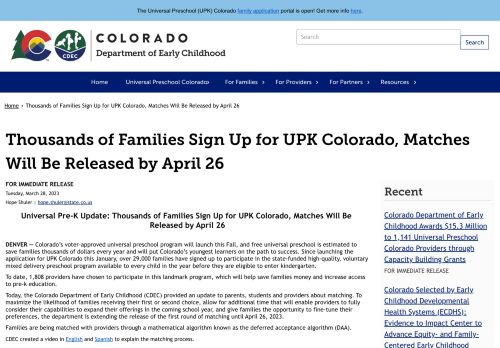 The Universal Preschool (UPK) Colorado family application portal is open! Get more info here.
COLORADO
Department of Early Childhood
CDEC
Search
Search
Home
Universal Preschool Colorado
For Families
For Providers
For Partners
Resources
Home › Thousands of Families Sign Up for UPK Colorado, Matches Will Be Released by April 26
Thousands of Families Sign Up for UPK Colorado, Matches
Will Be Released by April 26
FOR IMMEDIATE RELEASE
Tuesday, March 28, 2023
Hope Shuler : hope.shuler@state.co.us
Universal Pre-K Update: Thousands of Families Sign Up for UPK Colorado, Matches Will Be
Released by April 26
DENVER — Colorado's voter-approved universal preschool program will launch this Fall, and free universal preschool is estimated to
save families thousands of dollars every year and will put Colorado's youngest learners on the path to success. Since launching the
application for UPK Colorado this January, over 29,000 families have signed up to participate in the state-funded high-quality, voluntary
mixed delivery preschool program available to every child in the year before they are eligible to enter kindergarten.
To date, 1,808 providers have chosen to participate in this landmark program, which will help save families money and increase access
to pre-k education.
Today, the Colorado Department of Early Childhood (CDEC) provided an update to parents, students and providers about matching. To
maximize the likelihood of families receiving their first or second choice, allow for additional time that will enable providers to fully
consider their capabilities to expand their offerings in the coming school year, and give families the opportunity to fine-tune their
preferences, the department is extending the release of the first round of matching until April 26, 2023.
Families are being matched with providers through a mathematical algorithm known as the deferred acceptance algorithm (DAA).
CDEC created a video in English and Spanish to explain the matching process.
Recent
Colorado Department of Early
Childhood Awards $15.3 Million
to 1,141 Universal Preschool
Colorado Providers through
Capacity Building Grants
FOR IMMEDIATE RELEASE
Colorado Selected by Early
Childhood Developmental
Health Systems (ECDHS):
Evidence to Impact Center to
Advance Equity- and Family-
Centered Early Childhood